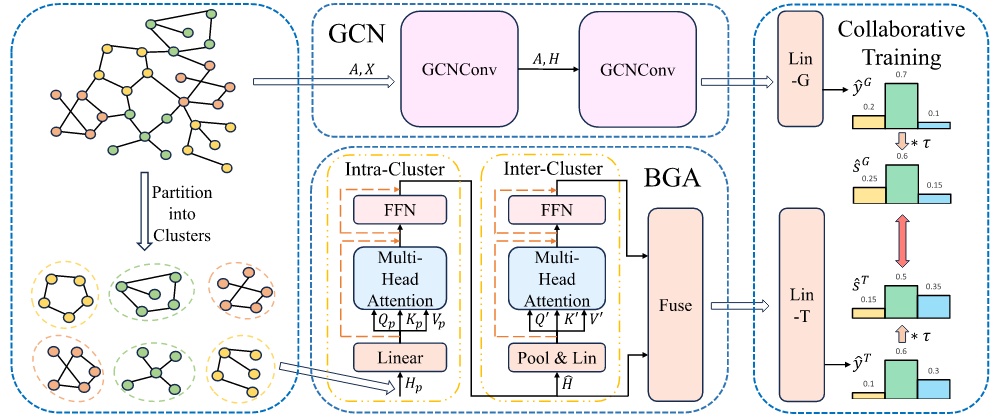 Partition
into
Clusters
GCN
A, X
GCNConv
A, H
GCNConv
BGA
Intra-Cluster
FFN
Multi-
Head
Attention
Q_p K_p V_p
Linear
H_p
Inter-Cluster
FFN
Multi-
Head
Attention
Q′ K′ V′
Pool & Lin
Ĥ
Fuse
Lin
-G
Lin
-T
Collaborative
Training
ŷ^G
0.2
0.7
0.1
* τ
ŝ^G
0.25
0.6
0.15
ŝ^T
0.15
0.5
0.35
* τ
ŷ^T
0.1
0.6
0.3